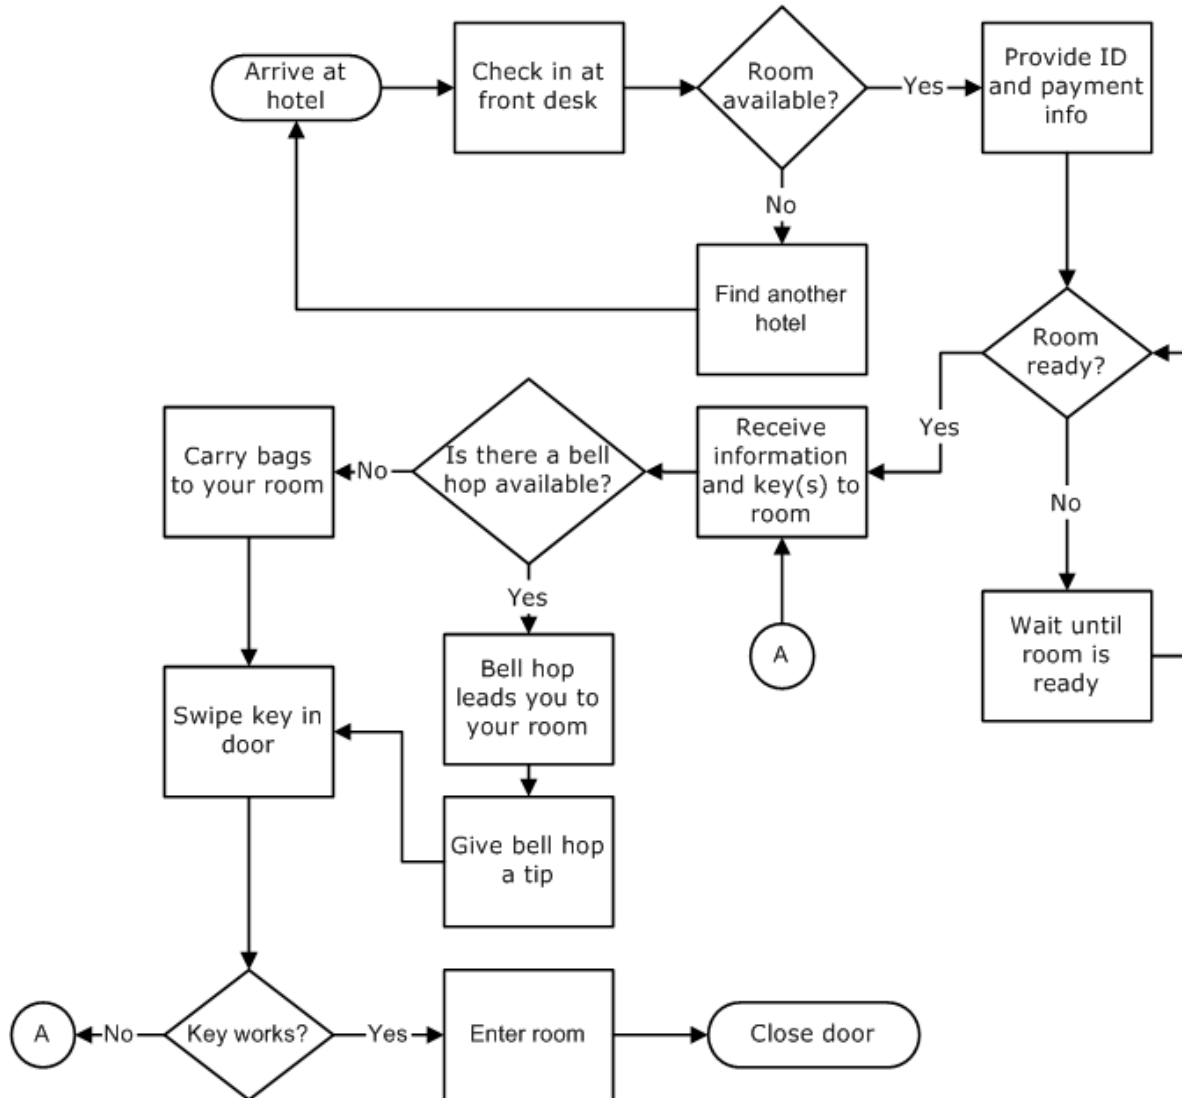 Arrive at
hotel
Check in at
front desk
Room
available?
Yes
Provide ID
and payment
info
No
Find another
hotel
Room
ready?
Yes
No
Wait until
room is
ready
Receive
information
and key(s) to
room
A
Is there a bell
hop available?
No
Carry bags
to your room
Yes
Bell hop
leads you to
your room
Give bell hop
a tip
Swipe key in
door
Key works?
No
A
Yes
Enter room
Close door